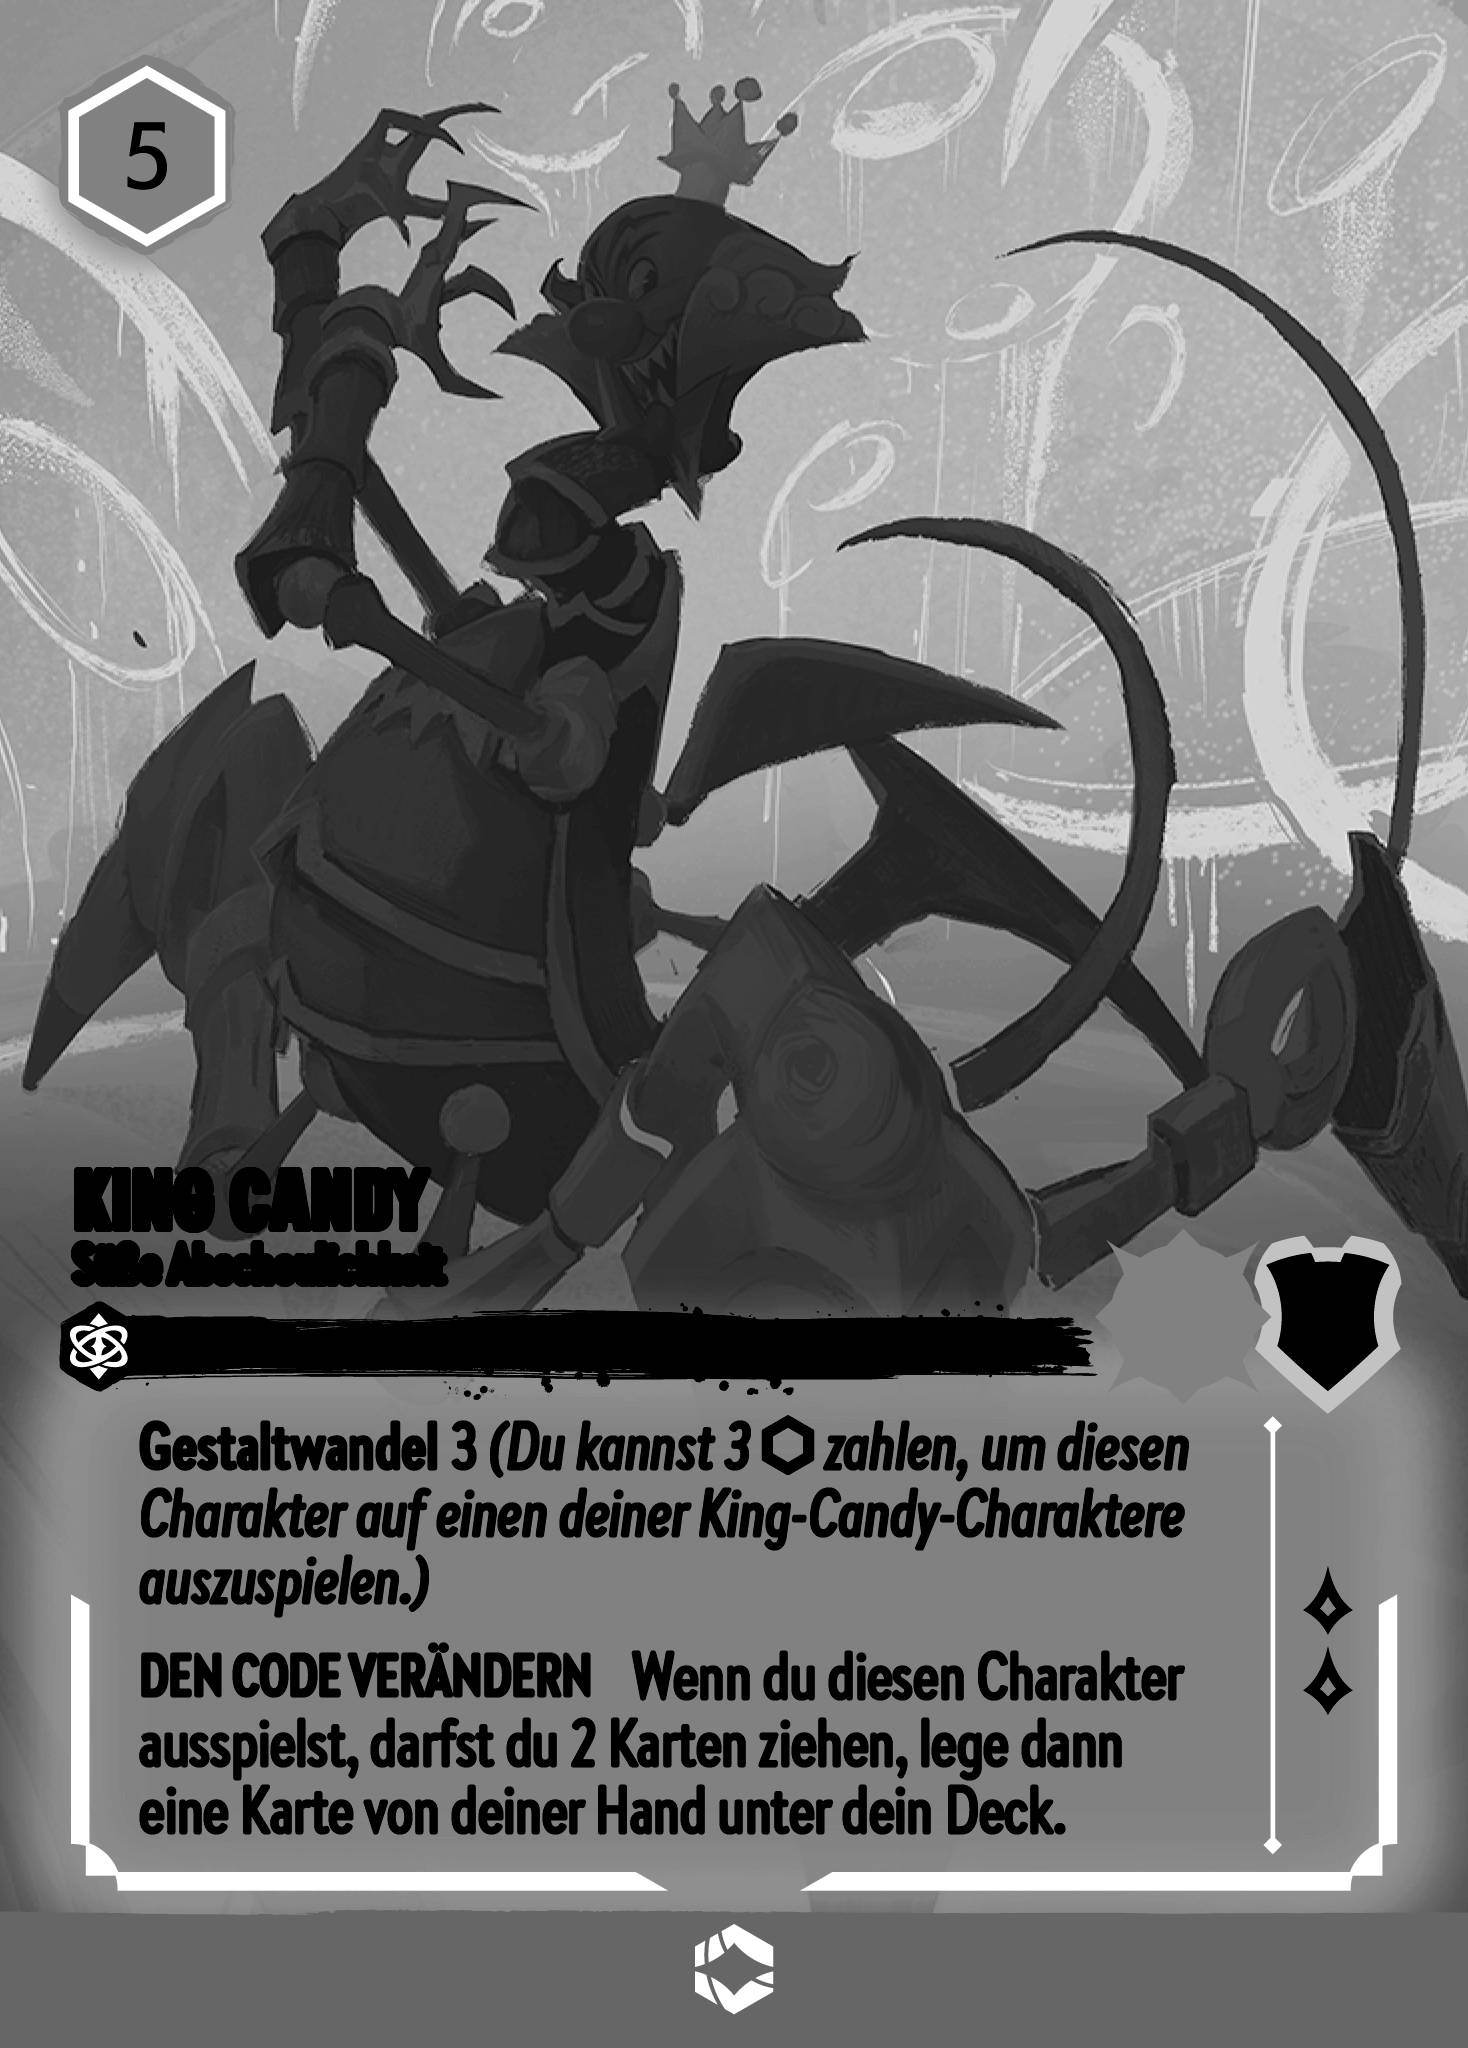 5
KING CANDY
Süße Abscheulichkeit
Gestaltwandel 3 (Du kannst 3 ⬡ zahlen, um diesen
Charakter auf einen deiner King-Candy-Charaktere
auszuspielen.)
DEN CODE VERÄNDERN Wenn du diesen Charakter
ausspielst, darfst du 2 Karten ziehen, lege dann
eine Karte von deiner Hand unter dein Deck.